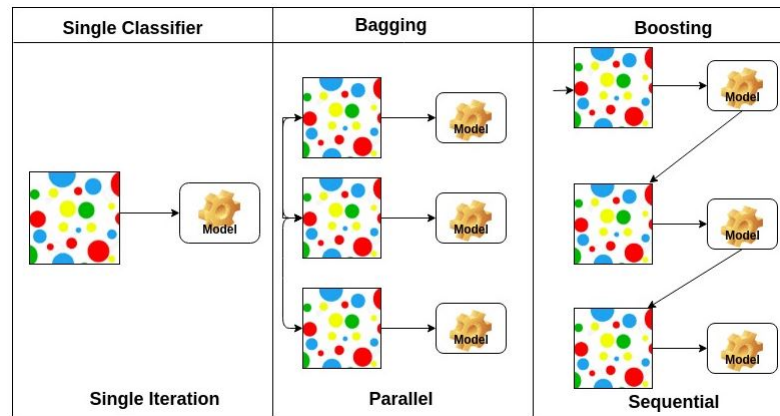 Single Classifier
Bagging
Boosting
Model
Model
Model
Model
Model
Model
Model
Single Iteration
Parallel
Sequential